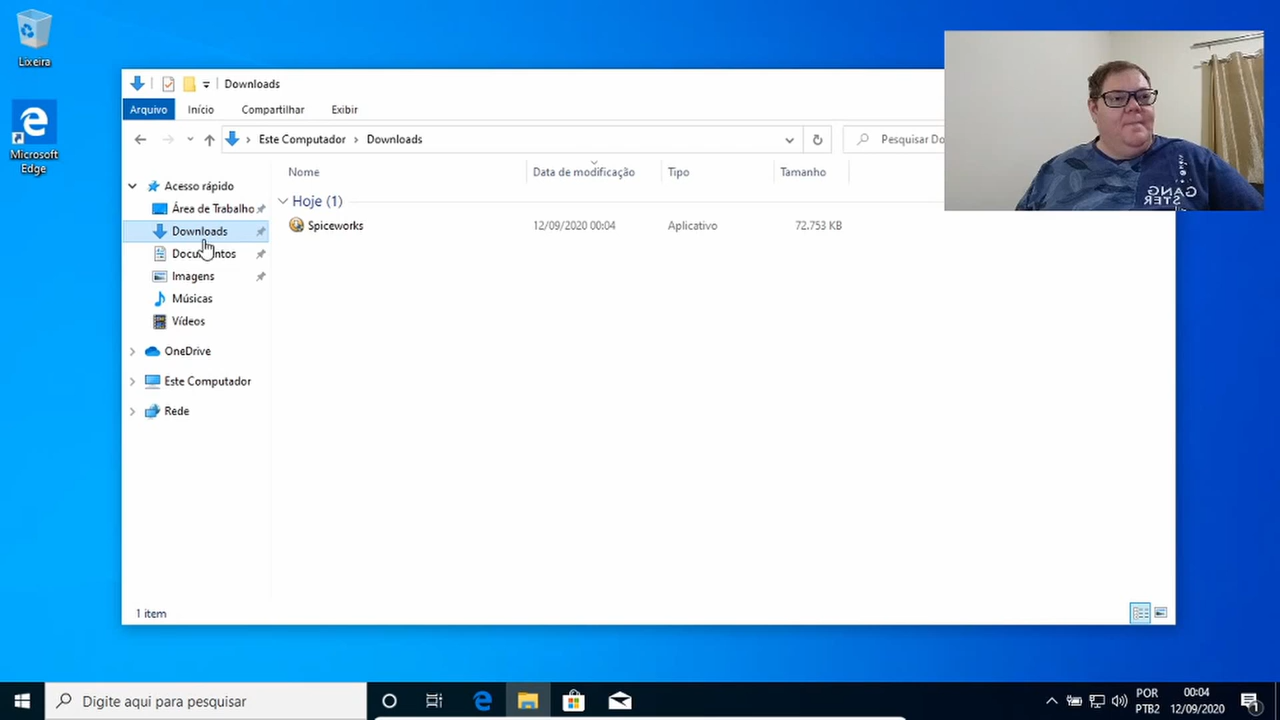 Lixeira
Microsoft
Edge
Downloads
Arquivo
Início
Compartilhar
Exibir
Este Computador
Downloads
Pesquisar Do
Nome
Data de modificação
Tipo
Tamanho
Acesso rápido
Área de Trabalho
Downloads
Documentos
Imagens
Músicas
Vídeos
OneDrive
Este Computador
Rede
Hoje (1)
Spiceworks
12/09/2020 00:04
Aplicativo
72.753 KB
1 item
GANG
STER
Digite aqui para pesquisar
POR
PTB2
00:04
12/09/2020
1